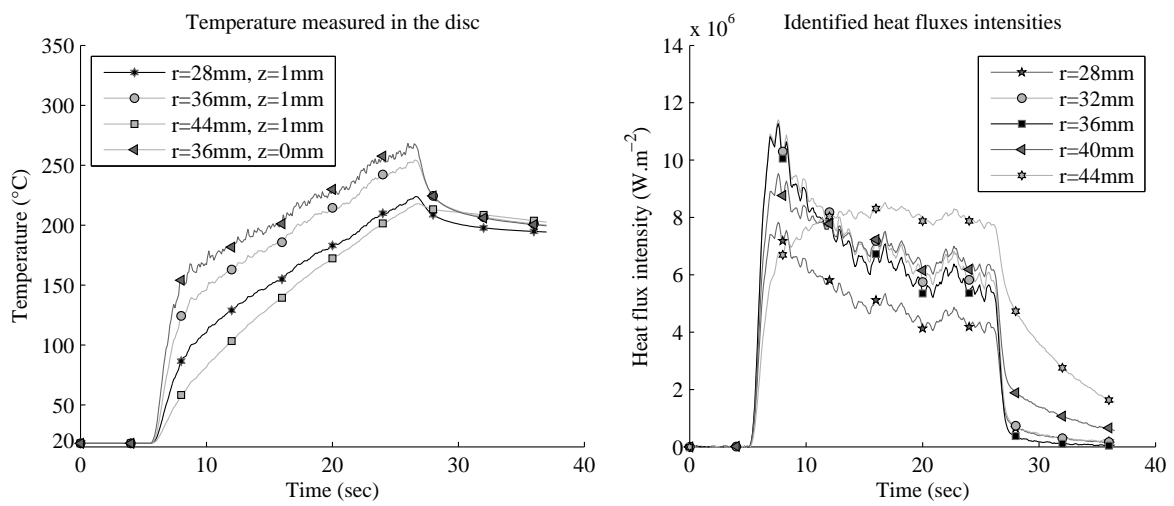 Temperature measured in the disc
350
300
250
200
150
100
50
20
0
10
20
30
40
Temperature (°C)
Time (sec)
r=28mm, z=1mm
r=36mm, z=1mm
r=44mm, z=1mm
r=36mm, z=0mm
Identified heat fluxes intensities
x 10⁶
14
12
10
8
6
4
2
0
0
10
20
30
40
Heat flux intensity (W.m−2)
Time (sec)
r=28mm
r=32mm
r=36mm
r=40mm
r=44mm